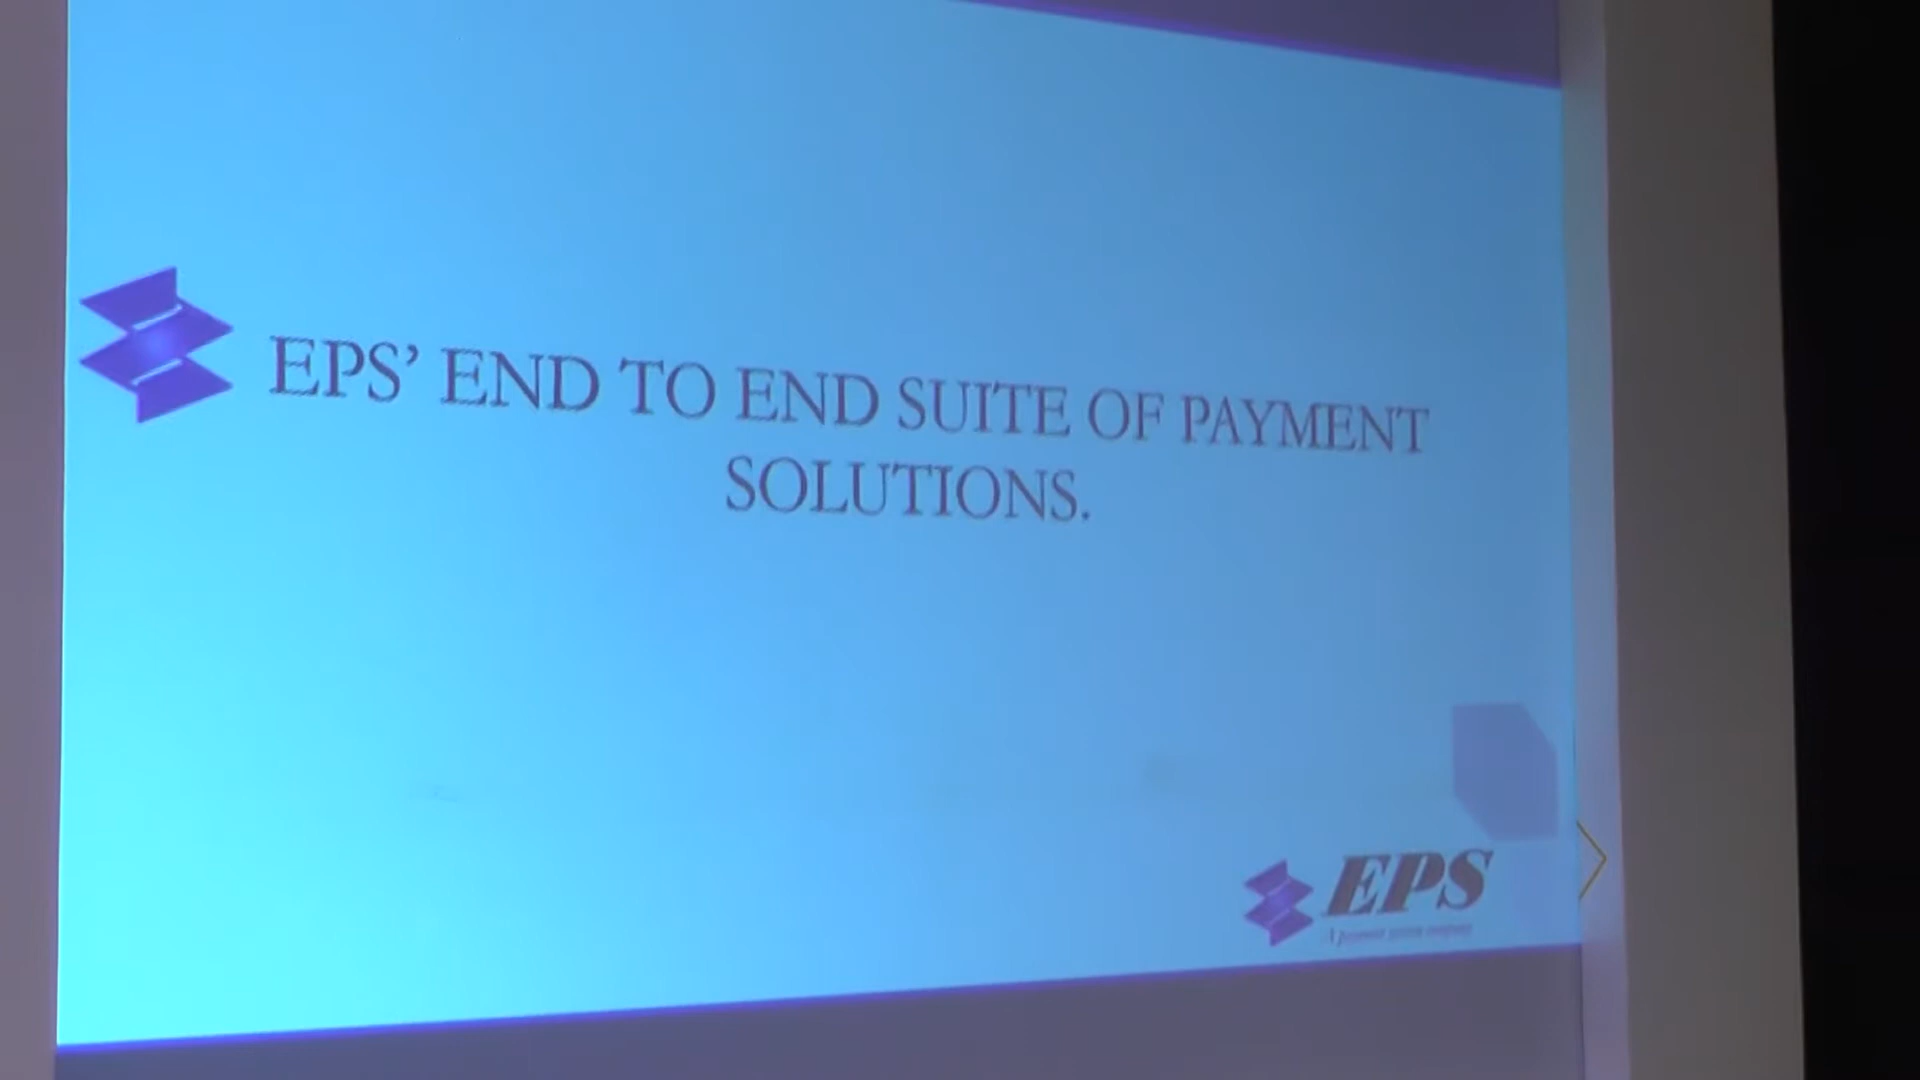 EPS’ END TO END SUITE OF PAYMENT
SOLUTIONS.
EPS